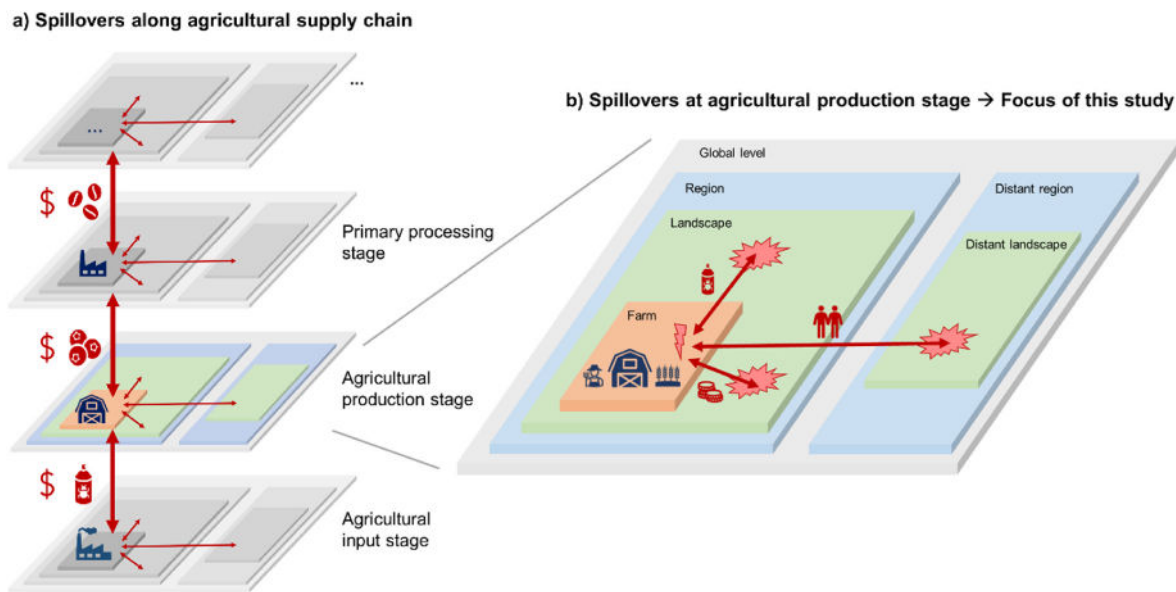 a) Spillovers along agricultural supply chain
...
...
$
Primary processing
stage
$
Agricultural
production stage
$
Agricultural
input stage
b) Spillovers at agricultural production stage → Focus of this study
Global level
Region
Distant region
Landscape
Distant landscape
Farm